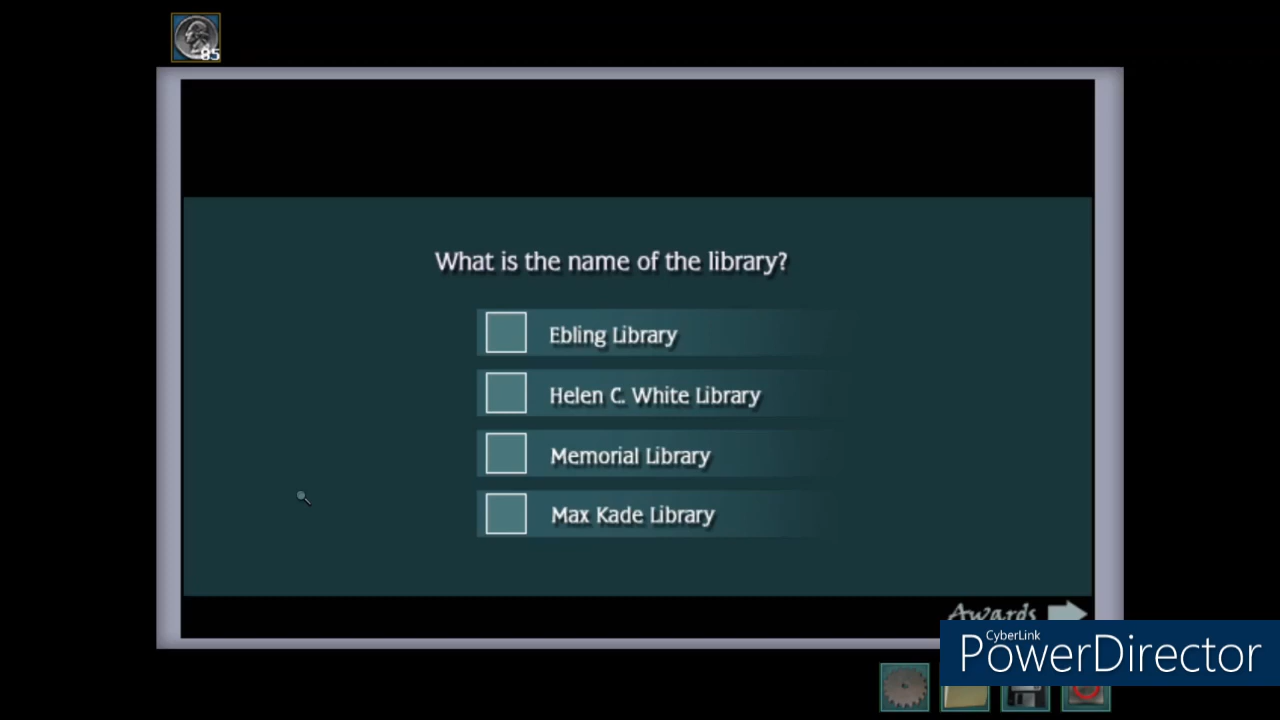 85
What is the name of the library?
Ebling Library
Helen C. White Library
Memorial Library
Max Kade Library
Awards
CyberLink
PowerDirector